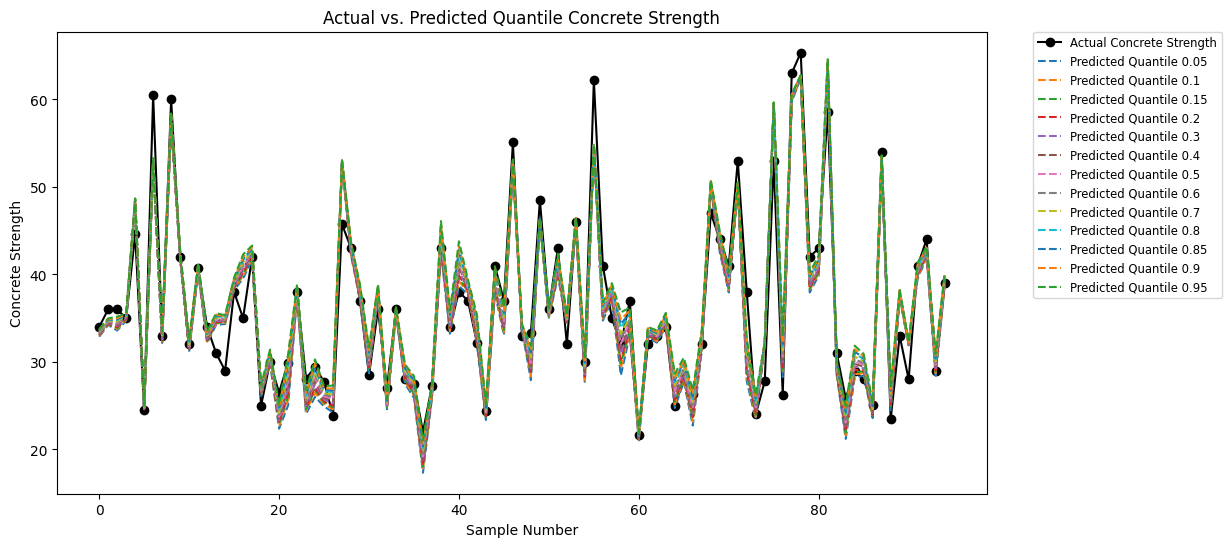 Actual vs. Predicted Quantile Concrete Strength
Concrete Strength
60
50
40
30
20
0
20
40
60
80
Sample Number
Actual Concrete Strength
Predicted Quantile 0.05
Predicted Quantile 0.1
Predicted Quantile 0.15
Predicted Quantile 0.2
Predicted Quantile 0.3
Predicted Quantile 0.4
Predicted Quantile 0.5
Predicted Quantile 0.6
Predicted Quantile 0.7
Predicted Quantile 0.8
Predicted Quantile 0.85
Predicted Quantile 0.9
Predicted Quantile 0.95